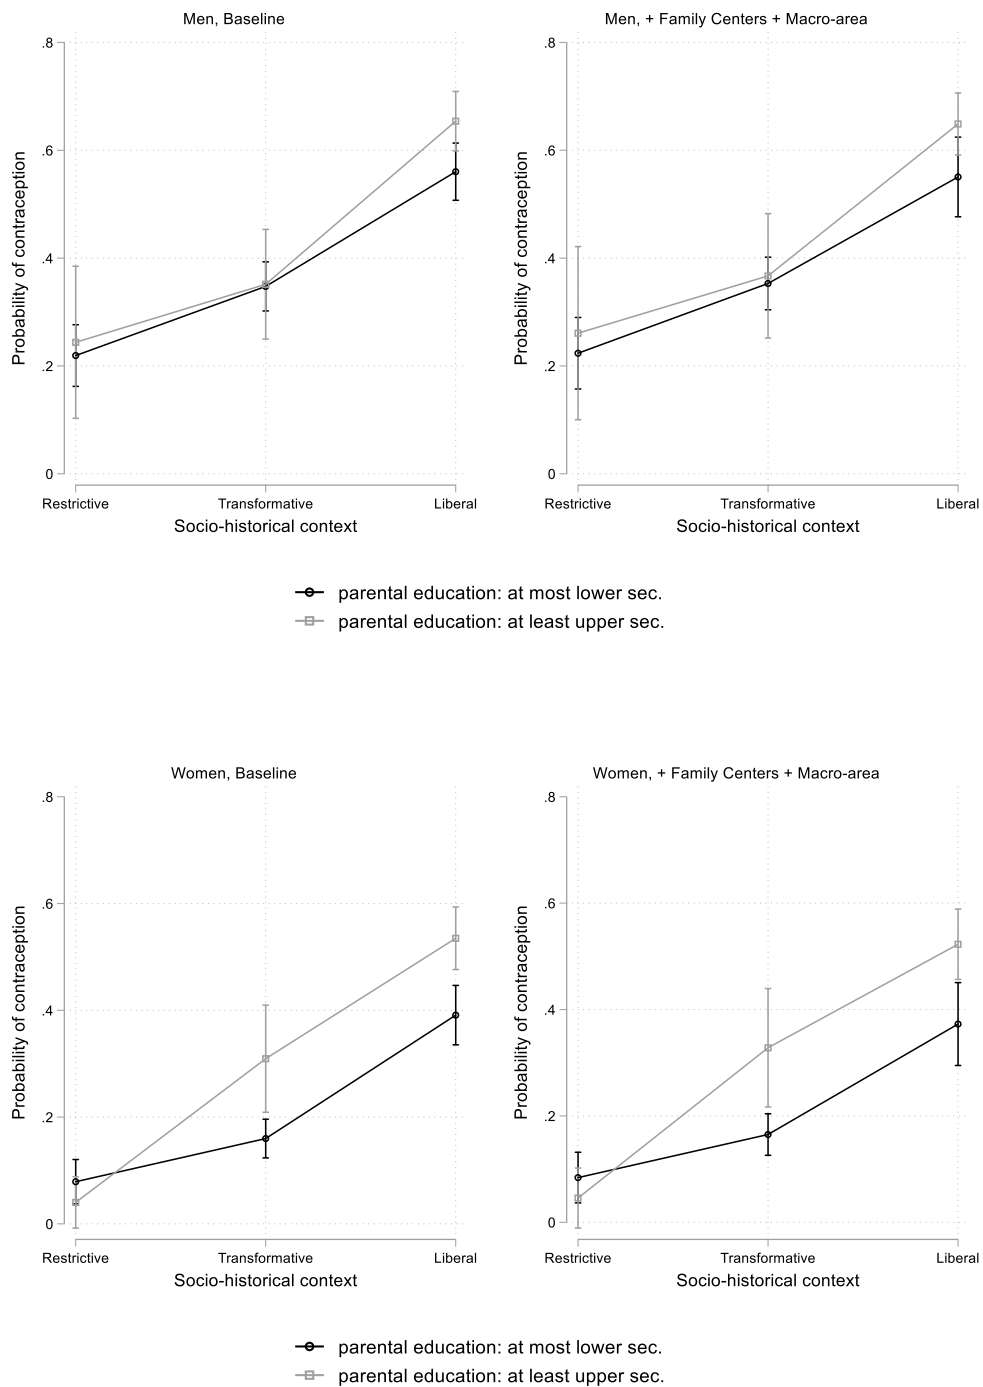 Men, Baseline
Men, + Family Centers + Macro-area
Probability of contraception
.8
.6
.4
.2
0
Restrictive
Transformative
Liberal
Socio-historical context
Probability of contraception
.8
.6
.4
.2
0
Restrictive
Transformative
Liberal
Socio-historical context
parental education: at most lower sec.
parental education: at least upper sec.
Women, Baseline
Women, + Family Centers + Macro-area
Probability of contraception
.8
.6
.4
.2
0
Restrictive
Transformative
Liberal
Socio-historical context
Probability of contraception
.8
.6
.4
.2
0
Restrictive
Transformative
Liberal
Socio-historical context
parental education: at most lower sec.
parental education: at least upper sec.